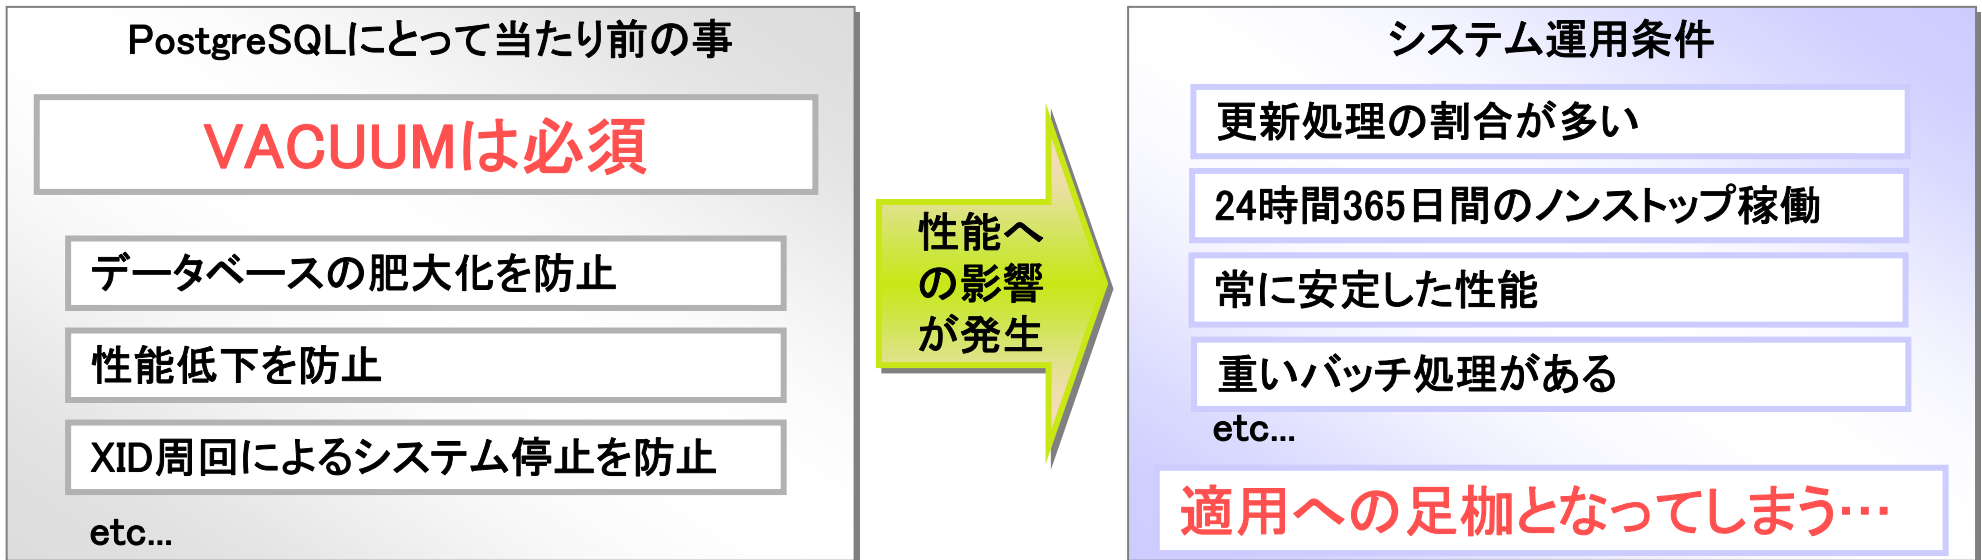 PostgreSQLにとって当たり前の事
VACUUMは必須
データベースの肥大化を防止
性能低下を防止
XID周回によるシステム停止を防止
etc...
性能へ
の影響
が発生
システム運用条件
更新処理の割合が多い
24時間365日間のノンストップ稼働
常に安定した性能
重いバッチ処理がある
etc...
適用への足枷となってしまう…